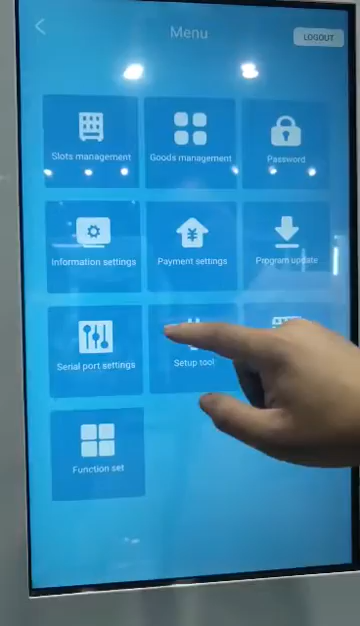 Menu
LOGOUT
Slots management
Goods management
Password
Information settings
Payment settings
Program update
Serial port settings
Setup tool
Function set